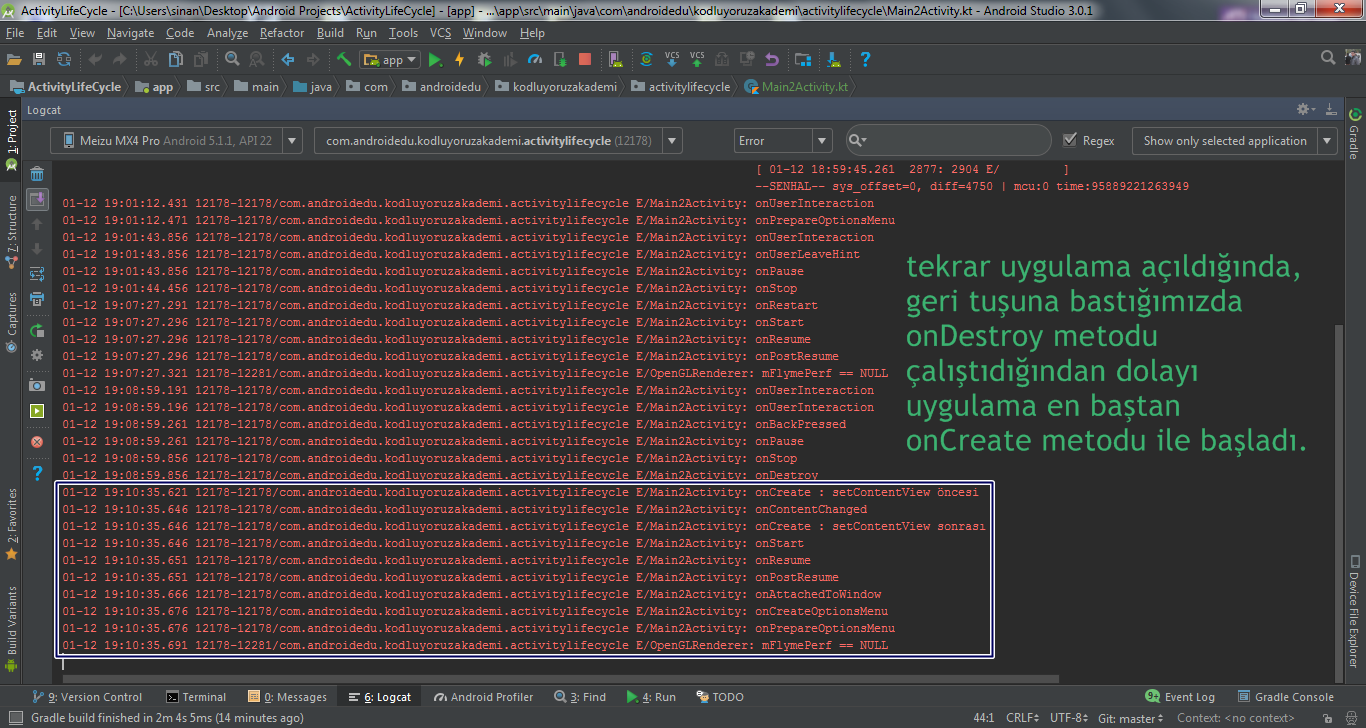 ActivityLifeCycle - [C:\Users\sinan\Desktop\Android Projects\ActivityLifeCycle] - [app] - ...\app\src\main\java\com\androidedu\kodluyoruzakademi\activitylifecycle\Main2Activity.kt - Android Studio 3.0.1
File Edit View Navigate Code Analyze Refactor Build Run Tools VCS Window Help
app VCS VCS
ActivityLifeCycle app src main java com androidedu kodluyoruzakademi activitylifecycle Main2Activity.kt
Logcat
Meizu MX4 Pro Android 5.1.1, API 22 com.androidedu.kodluyoruzakademi.activitylifecycle (12178) Error Regex Show only selected application
[ 01-12 18:59:45.261  2877: 2904 E/         ]
--SENHAL-- sys_offset=0, diff=4750 | mcu:0 time:95889221263949
01-12 19:01:12.431 12178-12178/com.androidedu.kodluyoruzakademi.activitylifecycle E/Main2Activity: onUserInteraction
01-12 19:01:12.471 12178-12178/com.androidedu.kodluyoruzakademi.activitylifecycle E/Main2Activity: onPrepareOptionsMenu
01-12 19:01:43.856 12178-12178/com.androidedu.kodluyoruzakademi.activitylifecycle E/Main2Activity: onUserInteraction
01-12 19:01:43.856 12178-12178/com.androidedu.kodluyoruzakademi.activitylifecycle E/Main2Activity: onUserLeaveHint
01-12 19:01:43.856 12178-12178/com.androidedu.kodluyoruzakademi.activitylifecycle E/Main2Activity: onPause
01-12 19:01:44.456 12178-12178/com.androidedu.kodluyoruzakademi.activitylifecycle E/Main2Activity: onStop
01-12 19:07:27.291 12178-12178/com.androidedu.kodluyoruzakademi.activitylifecycle E/Main2Activity: onRestart
01-12 19:07:27.296 12178-12178/com.androidedu.kodluyoruzakademi.activitylifecycle E/Main2Activity: onStart
01-12 19:07:27.296 12178-12178/com.androidedu.kodluyoruzakademi.activitylifecycle E/Main2Activity: onResume
01-12 19:07:27.296 12178-12178/com.androidedu.kodluyoruzakademi.activitylifecycle E/Main2Activity: onPostResume
01-12 19:07:27.321 12178-12281/com.androidedu.kodluyoruzakademi.activitylifecycle E/OpenGLRenderer: mFlymePerf == NULL
01-12 19:08:59.191 12178-12178/com.androidedu.kodluyoruzakademi.activitylifecycle E/Main2Activity: onUserInteraction
01-12 19:08:59.196 12178-12178/com.androidedu.kodluyoruzakademi.activitylifecycle E/Main2Activity: onUserInteraction
01-12 19:08:59.261 12178-12178/com.androidedu.kodluyoruzakademi.activitylifecycle E/Main2Activity: onBackPressed
01-12 19:08:59.261 12178-12178/com.androidedu.kodluyoruzakademi.activitylifecycle E/Main2Activity: onPause
01-12 19:08:59.856 12178-12178/com.androidedu.kodluyoruzakademi.activitylifecycle E/Main2Activity: onStop
01-12 19:08:59.856 12178-12178/com.androidedu.kodluyoruzakademi.activitylifecycle E/Main2Activity: onDestroy
01-12 19:10:35.621 12178-12178/com.androidedu.kodluyoruzakademi.activitylifecycle E/Main2Activity: onCreate : setContentView öncesi
01-12 19:10:35.646 12178-12178/com.androidedu.kodluyoruzakademi.activitylifecycle E/Main2Activity: onContentChanged
01-12 19:10:35.646 12178-12178/com.androidedu.kodluyoruzakademi.activitylifecycle E/Main2Activity: onCreate : setContentView sonrası
01-12 19:10:35.646 12178-12178/com.androidedu.kodluyoruzakademi.activitylifecycle E/Main2Activity: onStart
01-12 19:10:35.651 12178-12178/com.androidedu.kodluyoruzakademi.activitylifecycle E/Main2Activity: onResume
01-12 19:10:35.651 12178-12178/com.androidedu.kodluyoruzakademi.activitylifecycle E/Main2Activity: onPostResume
01-12 19:10:35.666 12178-12178/com.androidedu.kodluyoruzakademi.activitylifecycle E/Main2Activity: onAttachedToWindow
01-12 19:10:35.676 12178-12178/com.androidedu.kodluyoruzakademi.activitylifecycle E/Main2Activity: onCreateOptionsMenu
01-12 19:10:35.676 12178-12178/com.androidedu.kodluyoruzakademi.activitylifecycle E/Main2Activity: onPrepareOptionsMenu
01-12 19:10:35.691 12178-12281/com.androidedu.kodluyoruzakademi.activitylifecycle E/OpenGLRenderer: mFlymePerf == NULL
tekrar uygulama açıldığında,
geri tuşuna bastığımızda
onDestroy metodu
çalıştıdığından dolayı
uygulama en baştan
onCreate metodu ile başladı.
1: Project
7: Structure
Captures
2: Favorites
Build Variants
Gradle
Device File Explorer
9: Version Control Terminal 0: Messages 6: Logcat Android Profiler 3: Find 4: Run TODO 9+ Event Log Gradle Console
Gradle build finished in 2m 4s 5ms (14 minutes ago) 44:1 CRLF UTF-8 Git: master Context: <no context>